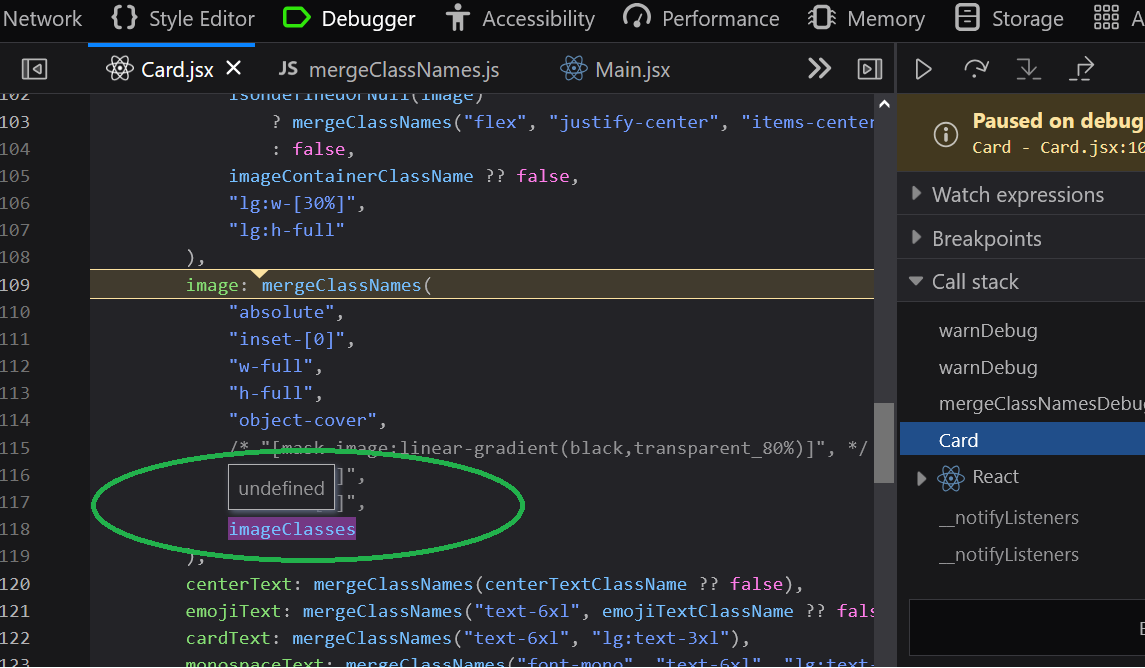 Network {} Style Editor Debugger Accessibility Performance Memory Storage A
Card.jsx JS mergeClassNames.js Main.jsx
102 isUndefinedOrNull(image)
103 ? mergeClassNames("flex", "justify-center", "items-center
104 : false,
105 imageContainerClassName ?? false,
106 "lg:w-[30%]",
107 "lg:h-full"
108 ),
109 image: mergeClassNames(
110 "absolute",
111 "inset-[0]",
112 "w-full",
113 "h-full",
114 "object-cover",
115 /* "[mask-image:linear-gradient(black,transparent_80%)]", */
116 ]",
undefined
117 ]",
118 imageClasses
119 ),
120 centerText: mergeClassNames(centerTextClassName ?? false),
121 emojiText: mergeClassNames("text-6xl", emojiTextClassName ?? fals
122 cardText: mergeClassNames("text-6xl", "lg:text-3xl"),
123 monospaceText: mergeClassNames("font-mono", "text-6xl", "lg:text-
Paused on debug
Card - Card.jsx:10
Watch expressions
Breakpoints
Call stack
warnDebug
warnDebug
mergeClassNamesDebug
Card
React
__notifyListeners
__notifyListeners